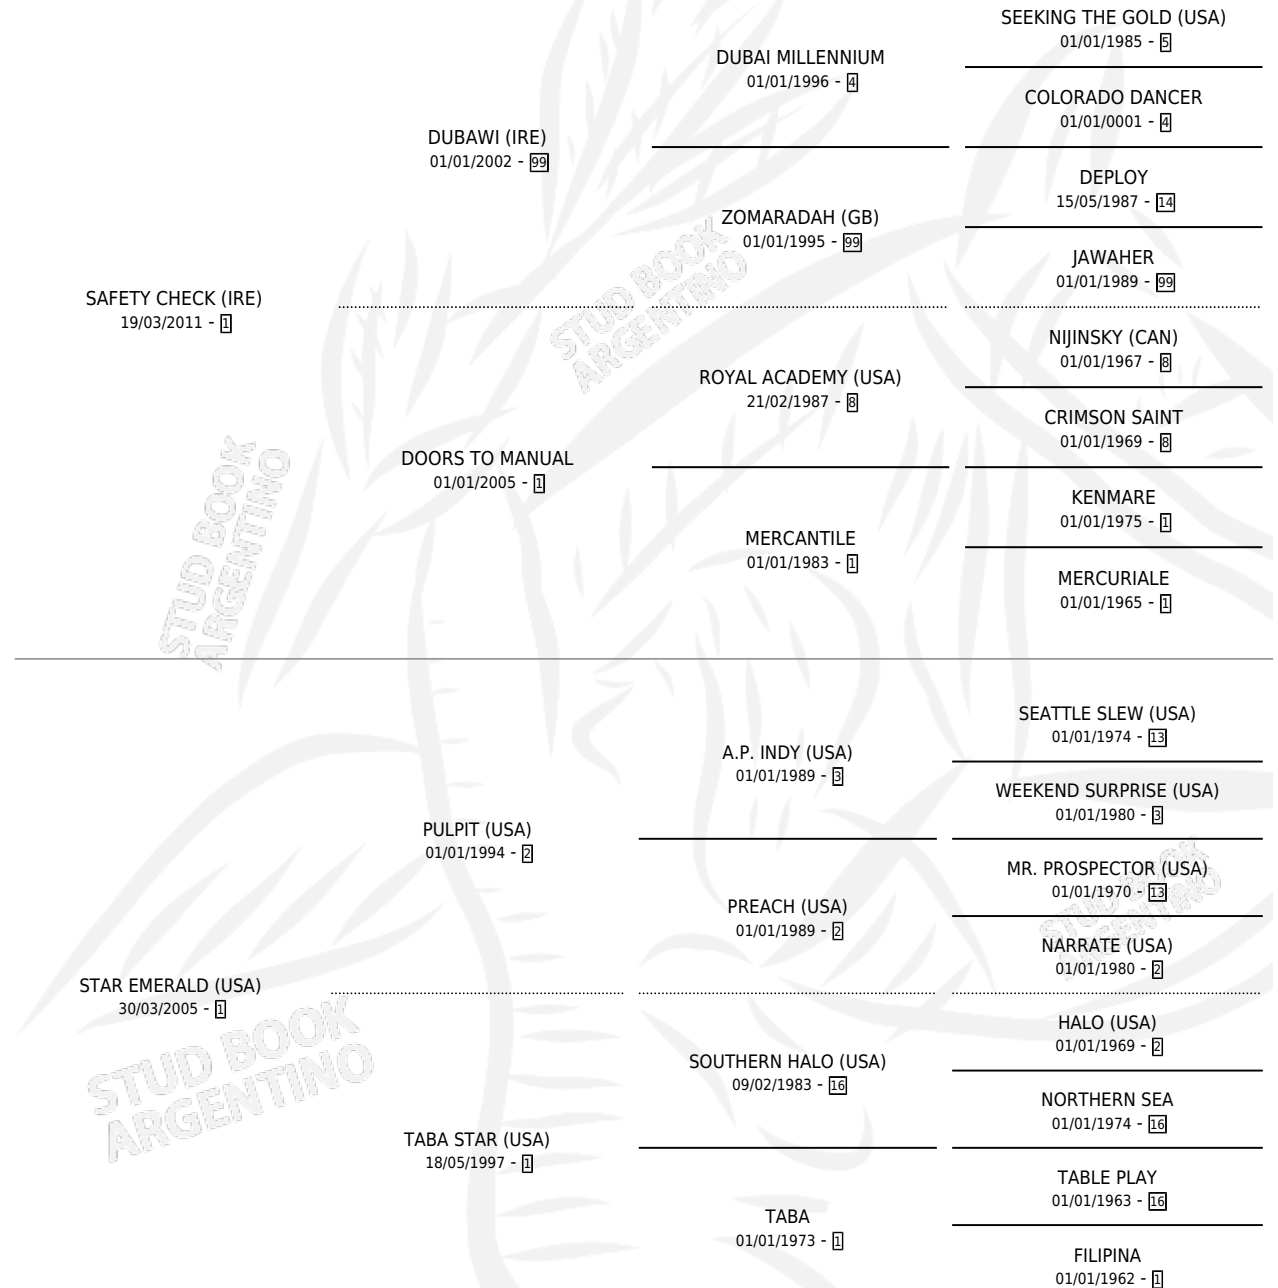 SEEKING THE GOLD (USA)
01/01/1985 - 5
DUBAI MILLENNIUM
01/01/1996 - 4
COLORADO DANCER
01/01/0001 - 4
DUBAWI (IRE)
01/01/2002 - 99
DEPLOY
15/05/1987 - 14
ZOMARADAH (GB)
01/01/1995 - 99
JAWAHER
01/01/1989 - 99
SAFETY CHECK (IRE)
19/03/2011 - 1
NIJINSKY (CAN)
01/01/1967 - 8
ROYAL ACADEMY (USA)
21/02/1987 - 8
CRIMSON SAINT
01/01/1969 - 8
DOORS TO MANUAL
01/01/2005 - 1
KENMARE
01/01/1975 - 1
MERCANTILE
01/01/1983 - 1
MERCURIALE
01/01/1965 - 1
SEATTLE SLEW (USA)
01/01/1974 - 13
A.P. INDY (USA)
01/01/1989 - 3
WEEKEND SURPRISE (USA)
01/01/1980 - 3
PULPIT (USA)
01/01/1994 - 2
MR. PROSPECTOR (USA)
01/01/1970 - 13
PREACH (USA)
01/01/1989 - 2
NARRATE (USA)
01/01/1980 - 2
STAR EMERALD (USA)
30/03/2005 - 1
HALO (USA)
01/01/1969 - 2
SOUTHERN HALO (USA)
09/02/1983 - 16
NORTHERN SEA
01/01/1974 - 16
TABA STAR (USA)
18/05/1997 - 1
TABLE PLAY
01/01/1963 - 16
TABA
01/01/1973 - 1
FILIPINA
01/01/1962 - 1
STUD BOOK
ARGENTINO
STUD BOOK
ARGENTINO
STUD BOOK
ARGENTINO
STUD BOOK
ARGENTINO